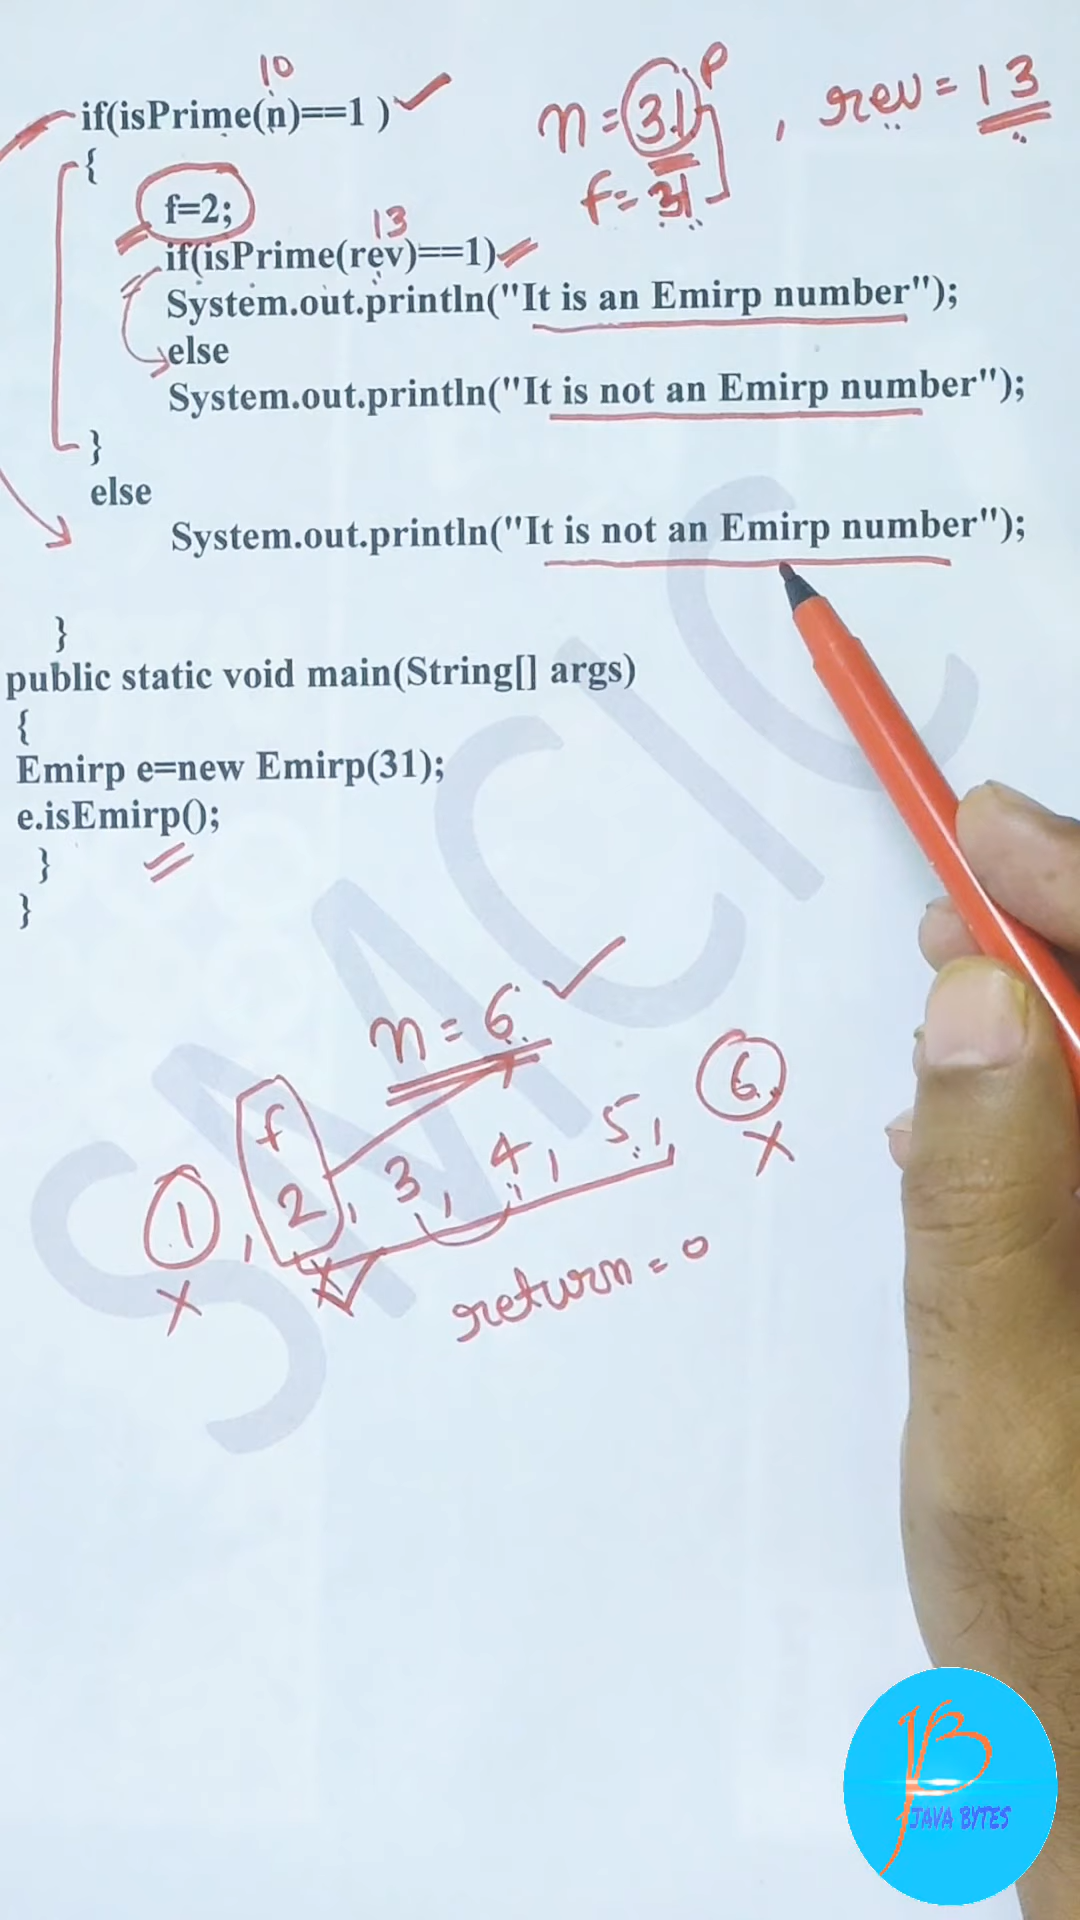 10
if(isPrime(n)==1 )
n = 31 P , rev = 13
{
f = 31
f=2;
13
if(isPrime(rev)==1)
System.out.println("It is an Emirp number");
else
System.out.println("It is not an Emirp number");
}
else
System.out.println("It is not an Emirp number");
}
public static void main(String[] args)
{
Emirp e=new Emirp(31);
e.isEmirp();
}
}
n = 6
f
1, 2, 3, 4, 5, 6
x x
return = 0
SMCIC
JB
JAVA BYTES